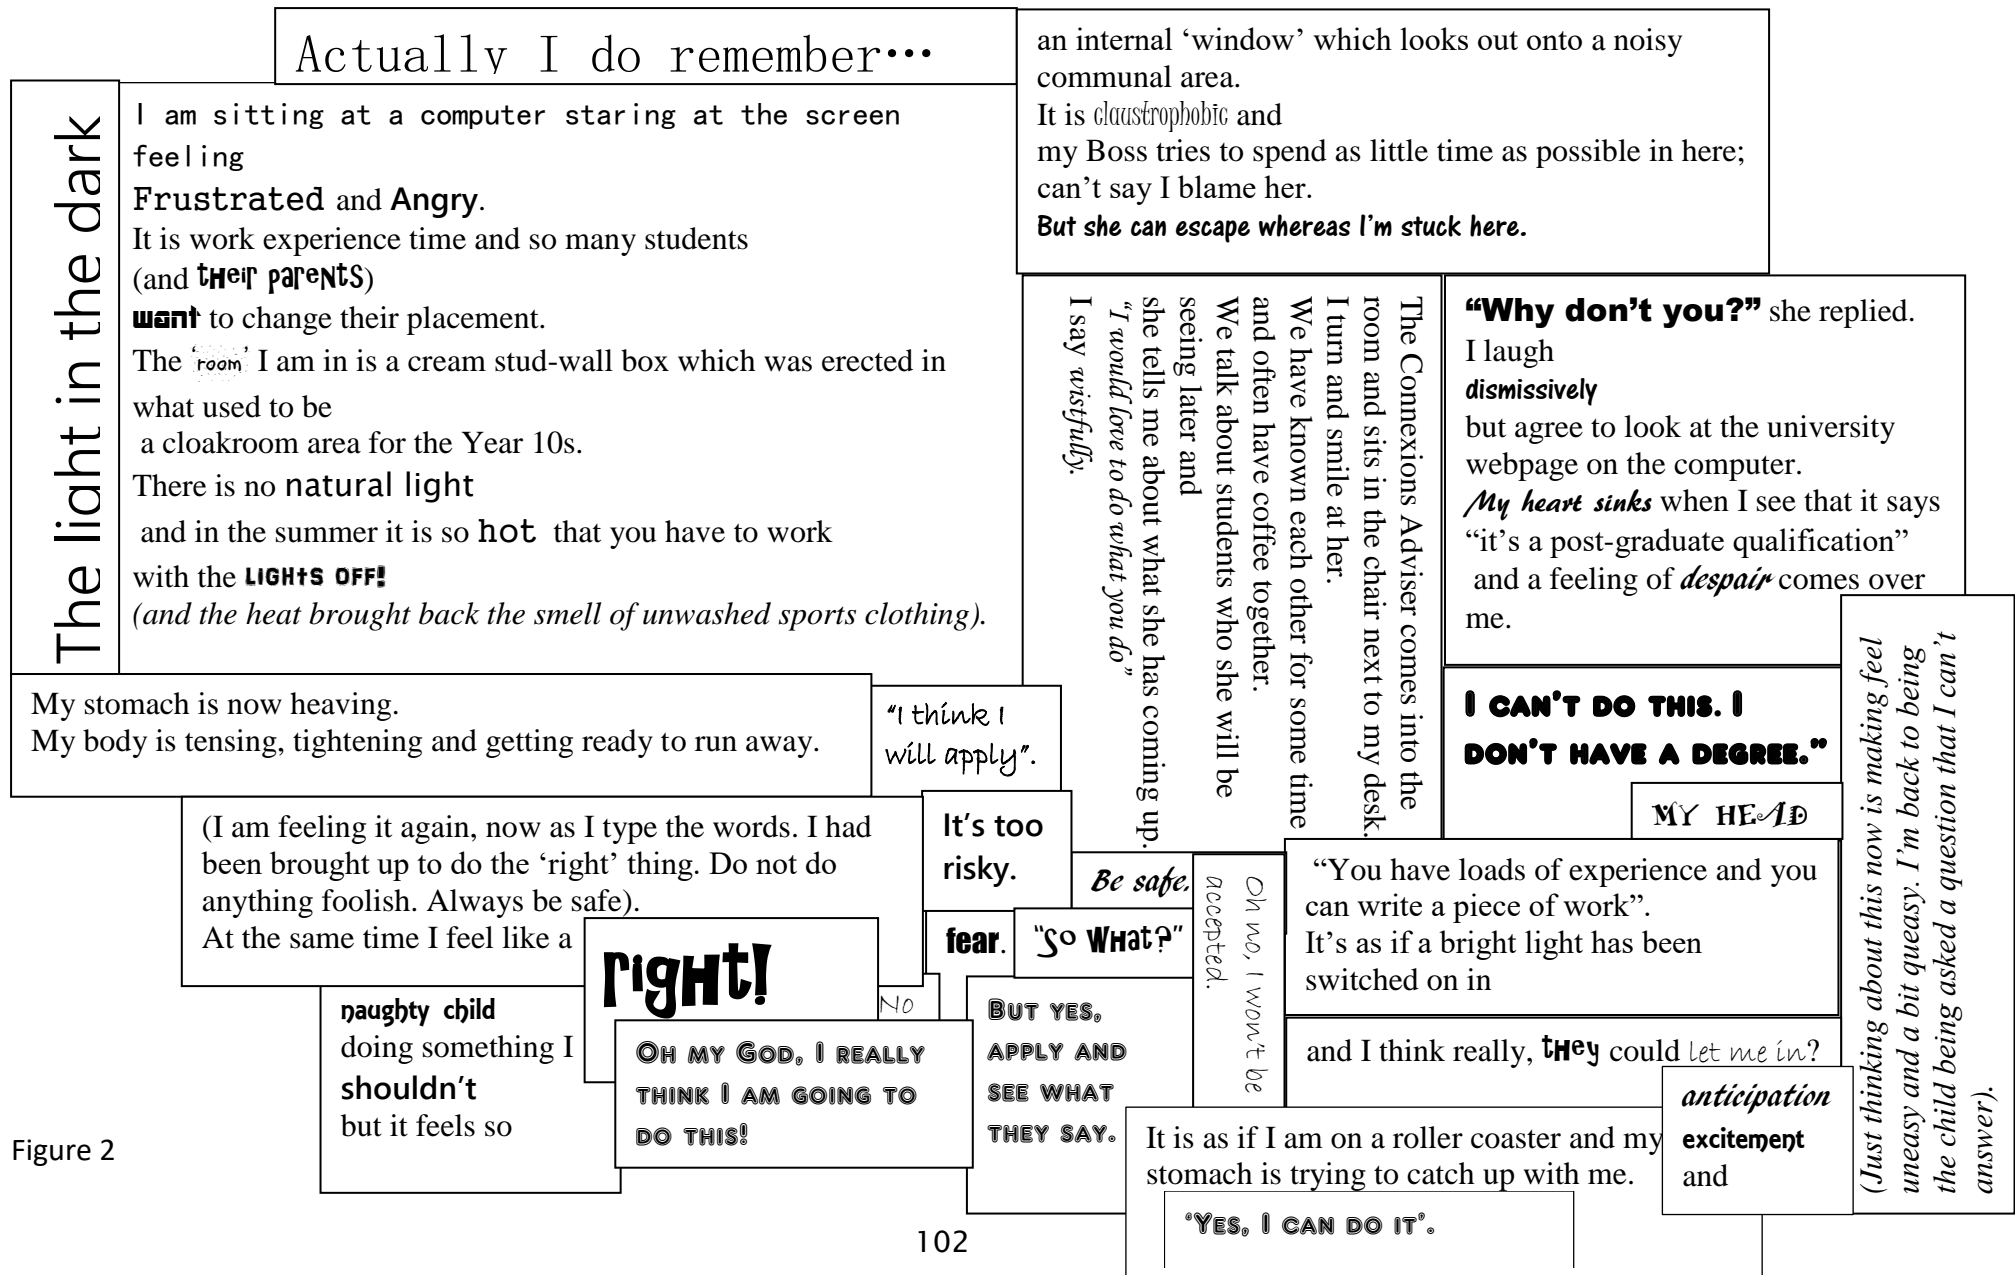 Actually I do remember…
The light in the dark
I am sitting at a computer staring at the screen
feeling
Frustrated and Angry.
It is work experience time and so many students
(and their parents)
want to change their placement.
The ‘room’ I am in is a cream stud-wall box which was erected in
what used to be
a cloakroom area for the Year 10s.
There is no natural light
and in the summer it is so hot that you have to work
with the LIGHTS OFF!
(and the heat brought back the smell of unwashed sports clothing).
an internal ‘window’ which looks out onto a noisy
communal area.
It is claustrophobic and
my Boss tries to spend as little time as possible in here;
can’t say I blame her.
But she can escape whereas I’m stuck here.
The Connexions Adviser comes into the
room and sits in the chair next to my desk.
I turn and smile at her.
We have known each other for some time
and often have coffee together.
We talk about students who she will be
seeing later and
she tells me about what she has coming up.
“I would love to do what you do”
I say wistfully.
“Why don’t you?” she replied.
I laugh
dismissively
but agree to look at the university
webpage on the computer.
My heart sinks when I see that it says
“it’s a post-graduate qualification”
and a feeling of despair comes over
me.
I CAN’T DO THIS. I
DON’T HAVE A DEGREE.”
(Just thinking about this now is making feel
uneasy and a bit queasy. I’m back to being
the child being asked a question that I can’t
answer).
MY HEAD
“You have loads of experience and you
can write a piece of work”.
It’s as if a bright light has been
switched on in
and I think really, they could let me in?
My stomach is now heaving.
My body is tensing, tightening and getting ready to run away.
“I think I
will apply”.
(I am feeling it again, now as I type the words. I had
been brought up to do the ‘right’ thing. Do not do
anything foolish. Always be safe).
At the same time I feel like a
naughty child
doing something I
shouldn’t
but it feels so
right!
It’s too
risky.
Be safe.
fear.
“So What?”
Oh no, I won’t be
accepted.
No
OH MY GOD, I REALLY
THINK I AM GOING TO
DO THIS!
BUT YES,
APPLY AND
SEE WHAT
THEY SAY.
It is as if I am on a roller coaster and my
stomach is trying to catch up with me.
anticipation
excitement
and
‘YES, I CAN DO IT’.
Figure 2
102